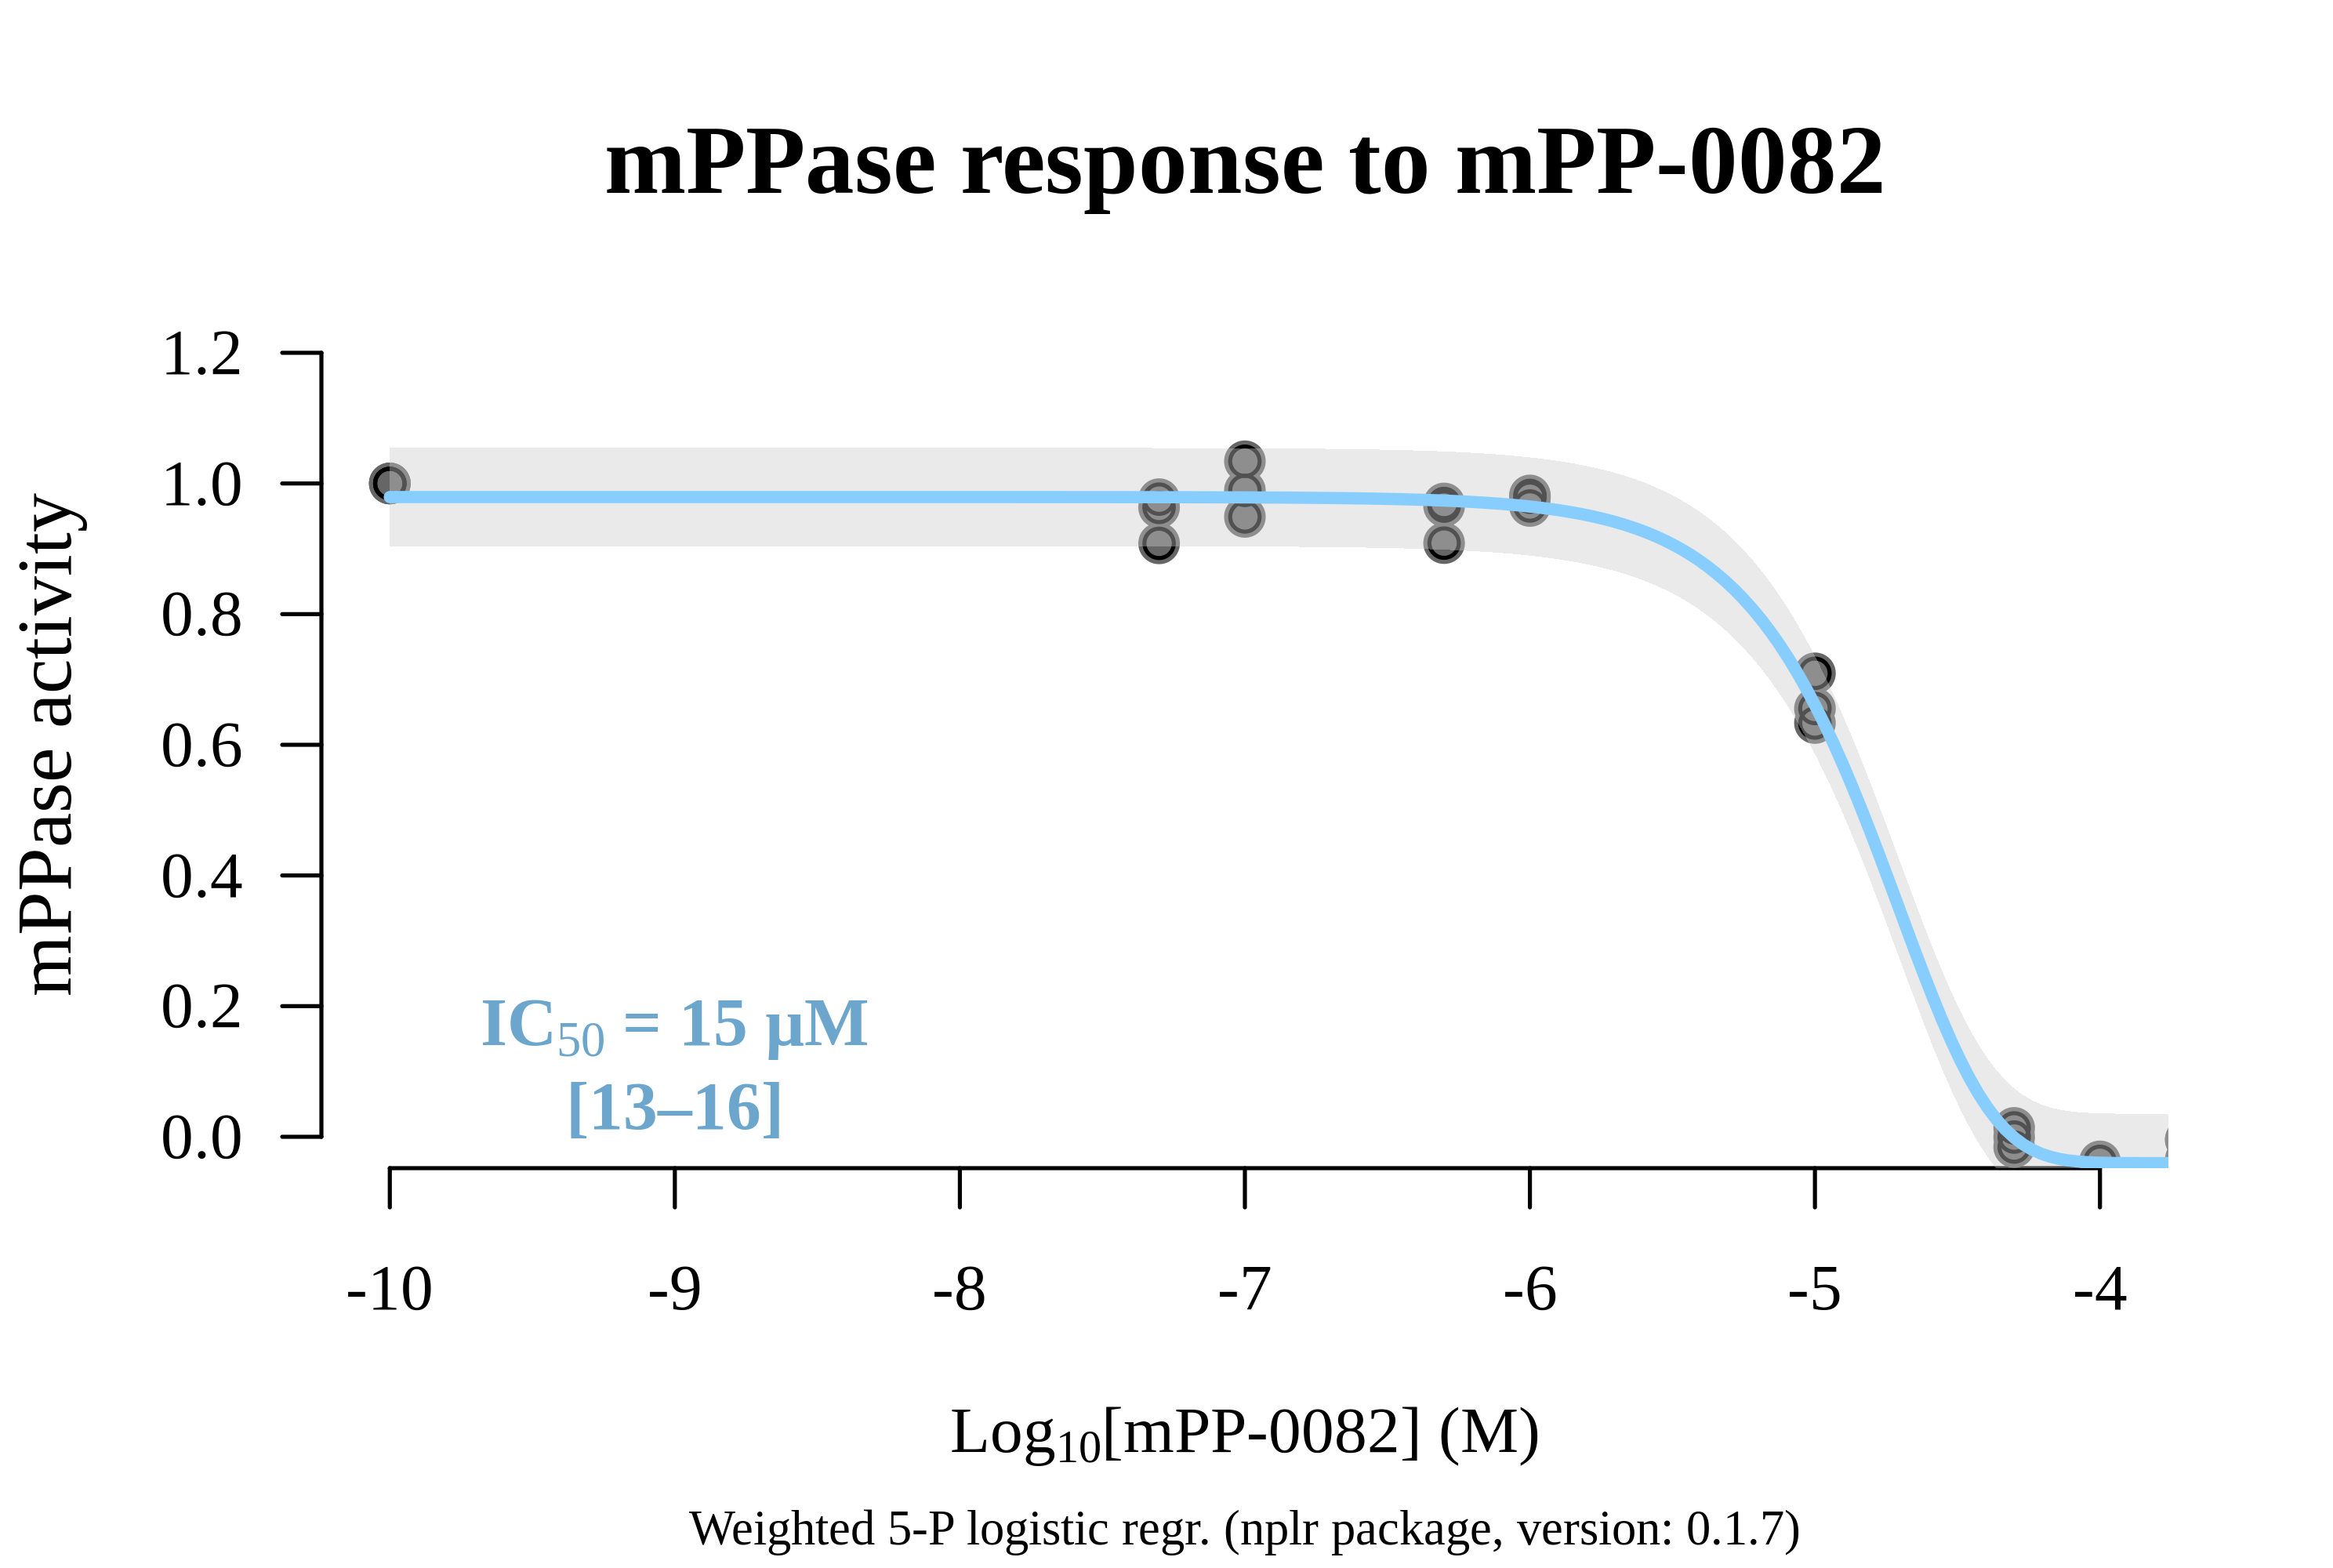 mPPase response to mPP-0082
mPPase activity
1.2
1.0
0.8
0.6
0.4
0.2
0.0
IC50 = 15 µM
[13–16]
-10 -9 -8 -7 -6 -5 -4
Log10[mPP-0082] (M)
Weighted 5-P logistic regr. (nplr package, version: 0.1.7)